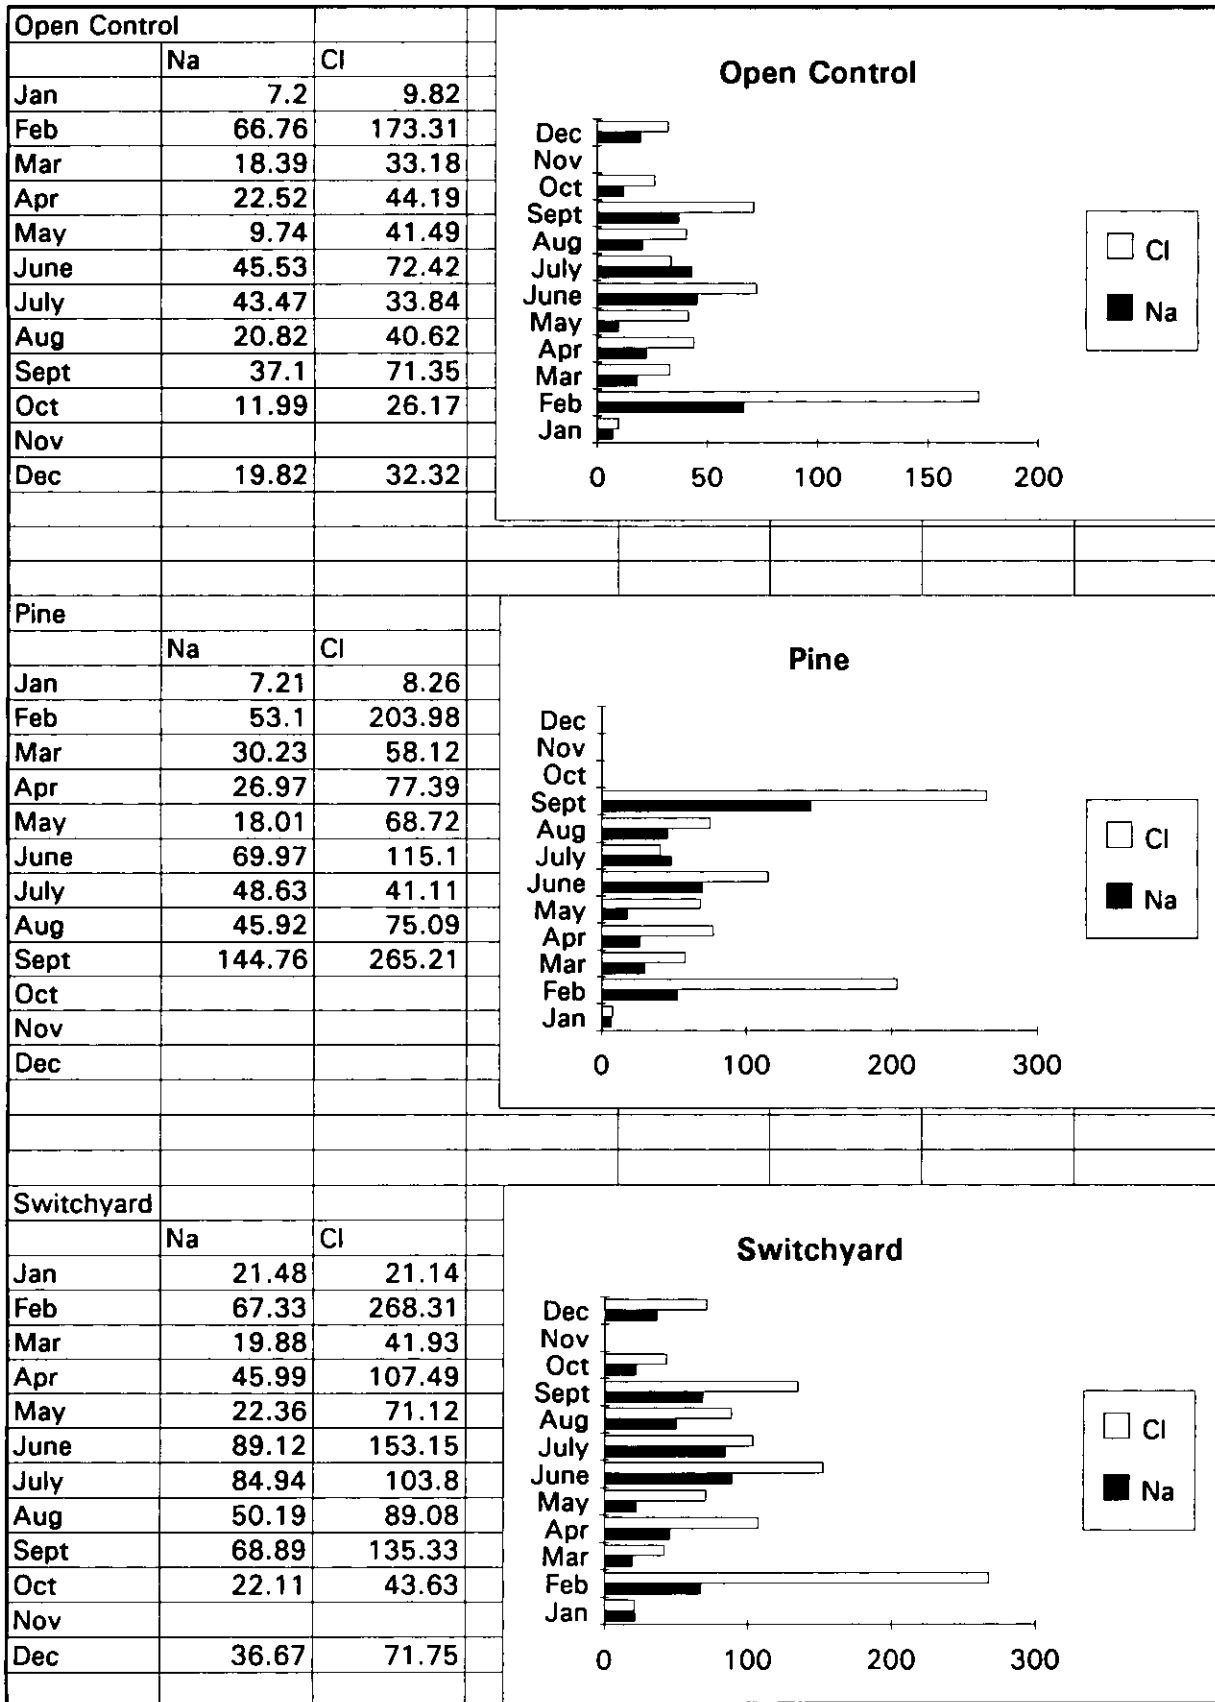 Open Control
Na Cl
Jan 7.2 9.82
Feb 66.76 173.31
Mar 18.39 33.18
Apr 22.52 44.19
May 9.74 41.49
June 45.53 72.42
July 43.47 33.84
Aug 20.82 40.62
Sept 37.1 71.35
Oct 11.99 26.17
Nov
Dec 19.82 32.32
Open Control
Dec
Nov
Oct
Sept
Aug
July
June
May
Apr
Mar
Feb
Jan
0 50 100 150 200
Cl
Na
Pine
Na Cl
Jan 7.21 8.26
Feb 53.1 203.98
Mar 30.23 58.12
Apr 26.97 77.39
May 18.01 68.72
June 69.97 115.1
July 48.63 41.11
Aug 45.92 75.09
Sept 144.76 265.21
Oct
Nov
Dec
Pine
Dec
Nov
Oct
Sept
Aug
July
June
May
Apr
Mar
Feb
Jan
0 100 200 300
Cl
Na
Switchyard
Na Cl
Jan 21.48 21.14
Feb 67.33 268.31
Mar 19.88 41.93
Apr 45.99 107.49
May 22.36 71.12
June 89.12 153.15
July 84.94 103.8
Aug 50.19 89.08
Sept 68.89 135.33
Oct 22.11 43.63
Nov
Dec 36.67 71.75
Switchyard
Dec
Nov
Oct
Sept
Aug
July
June
May
Apr
Mar
Feb
Jan
0 100 200 300
Cl
Na